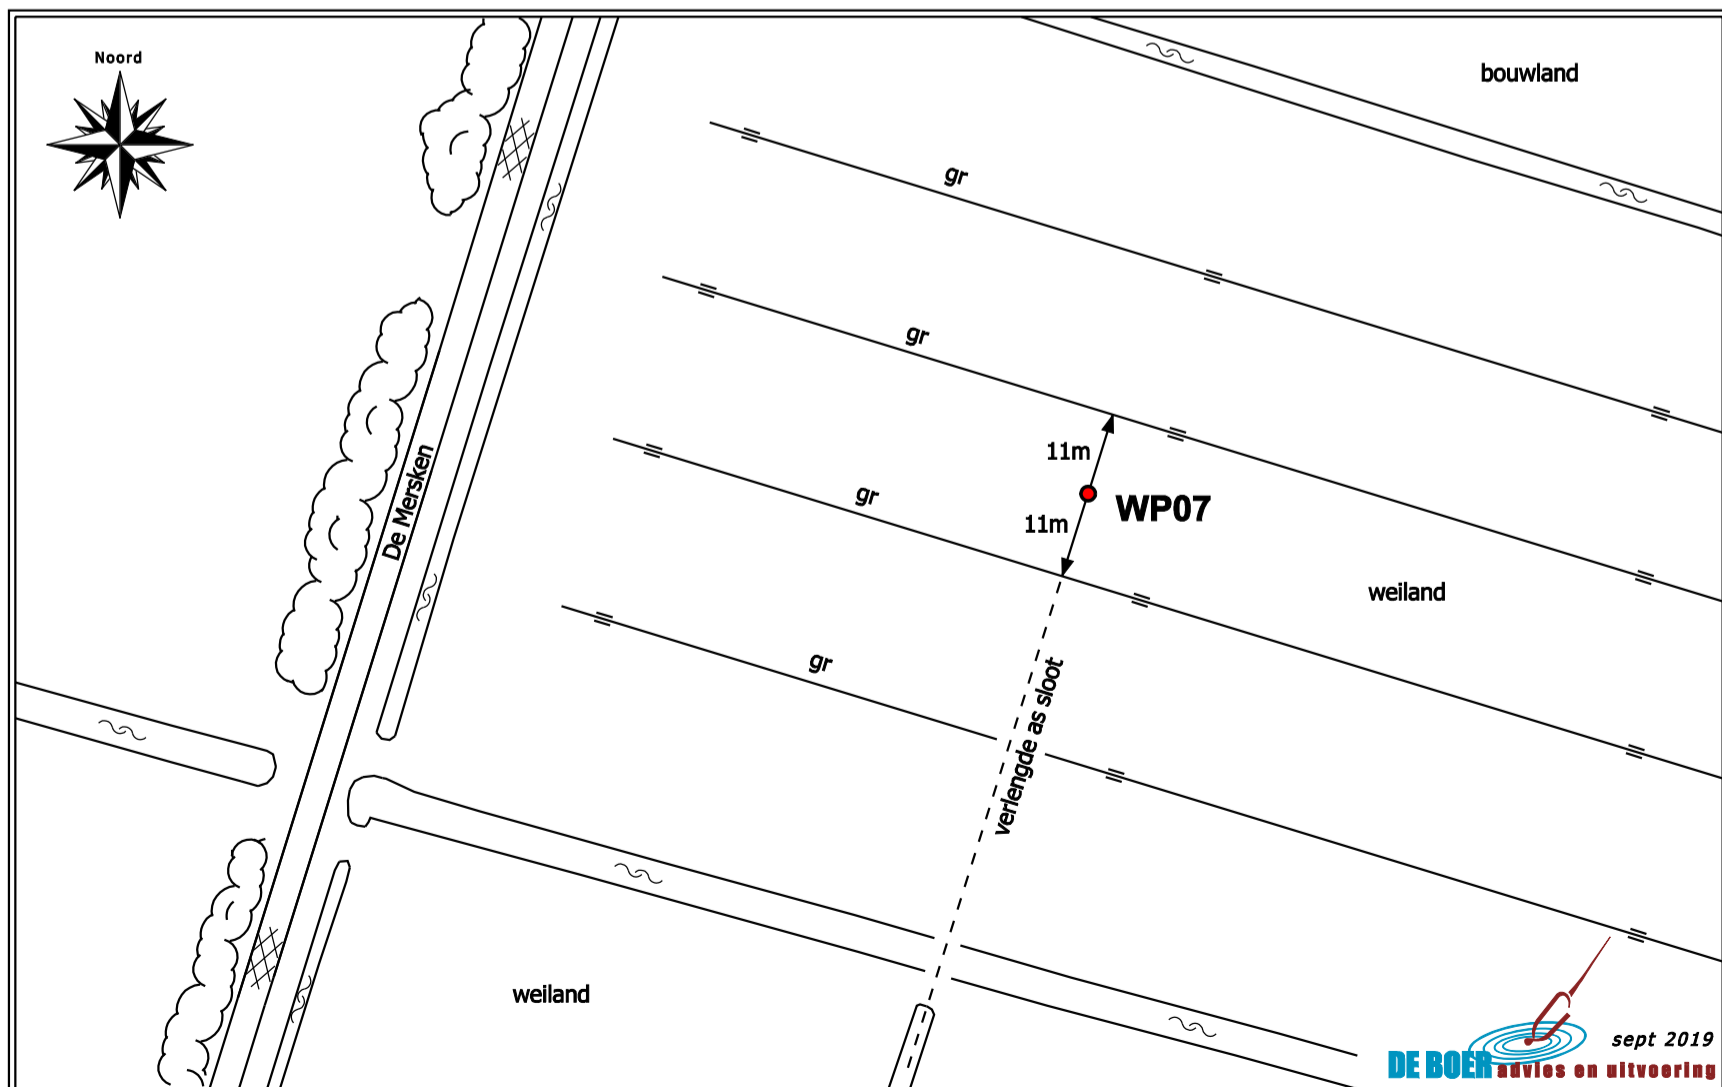 Noord
bouwland
gr
gr
11m
De Mersken
gr
WP07
11m
weiland
gr
verlengde as sloot
weiland
sept 2019
DE BOER advies en uitvoering